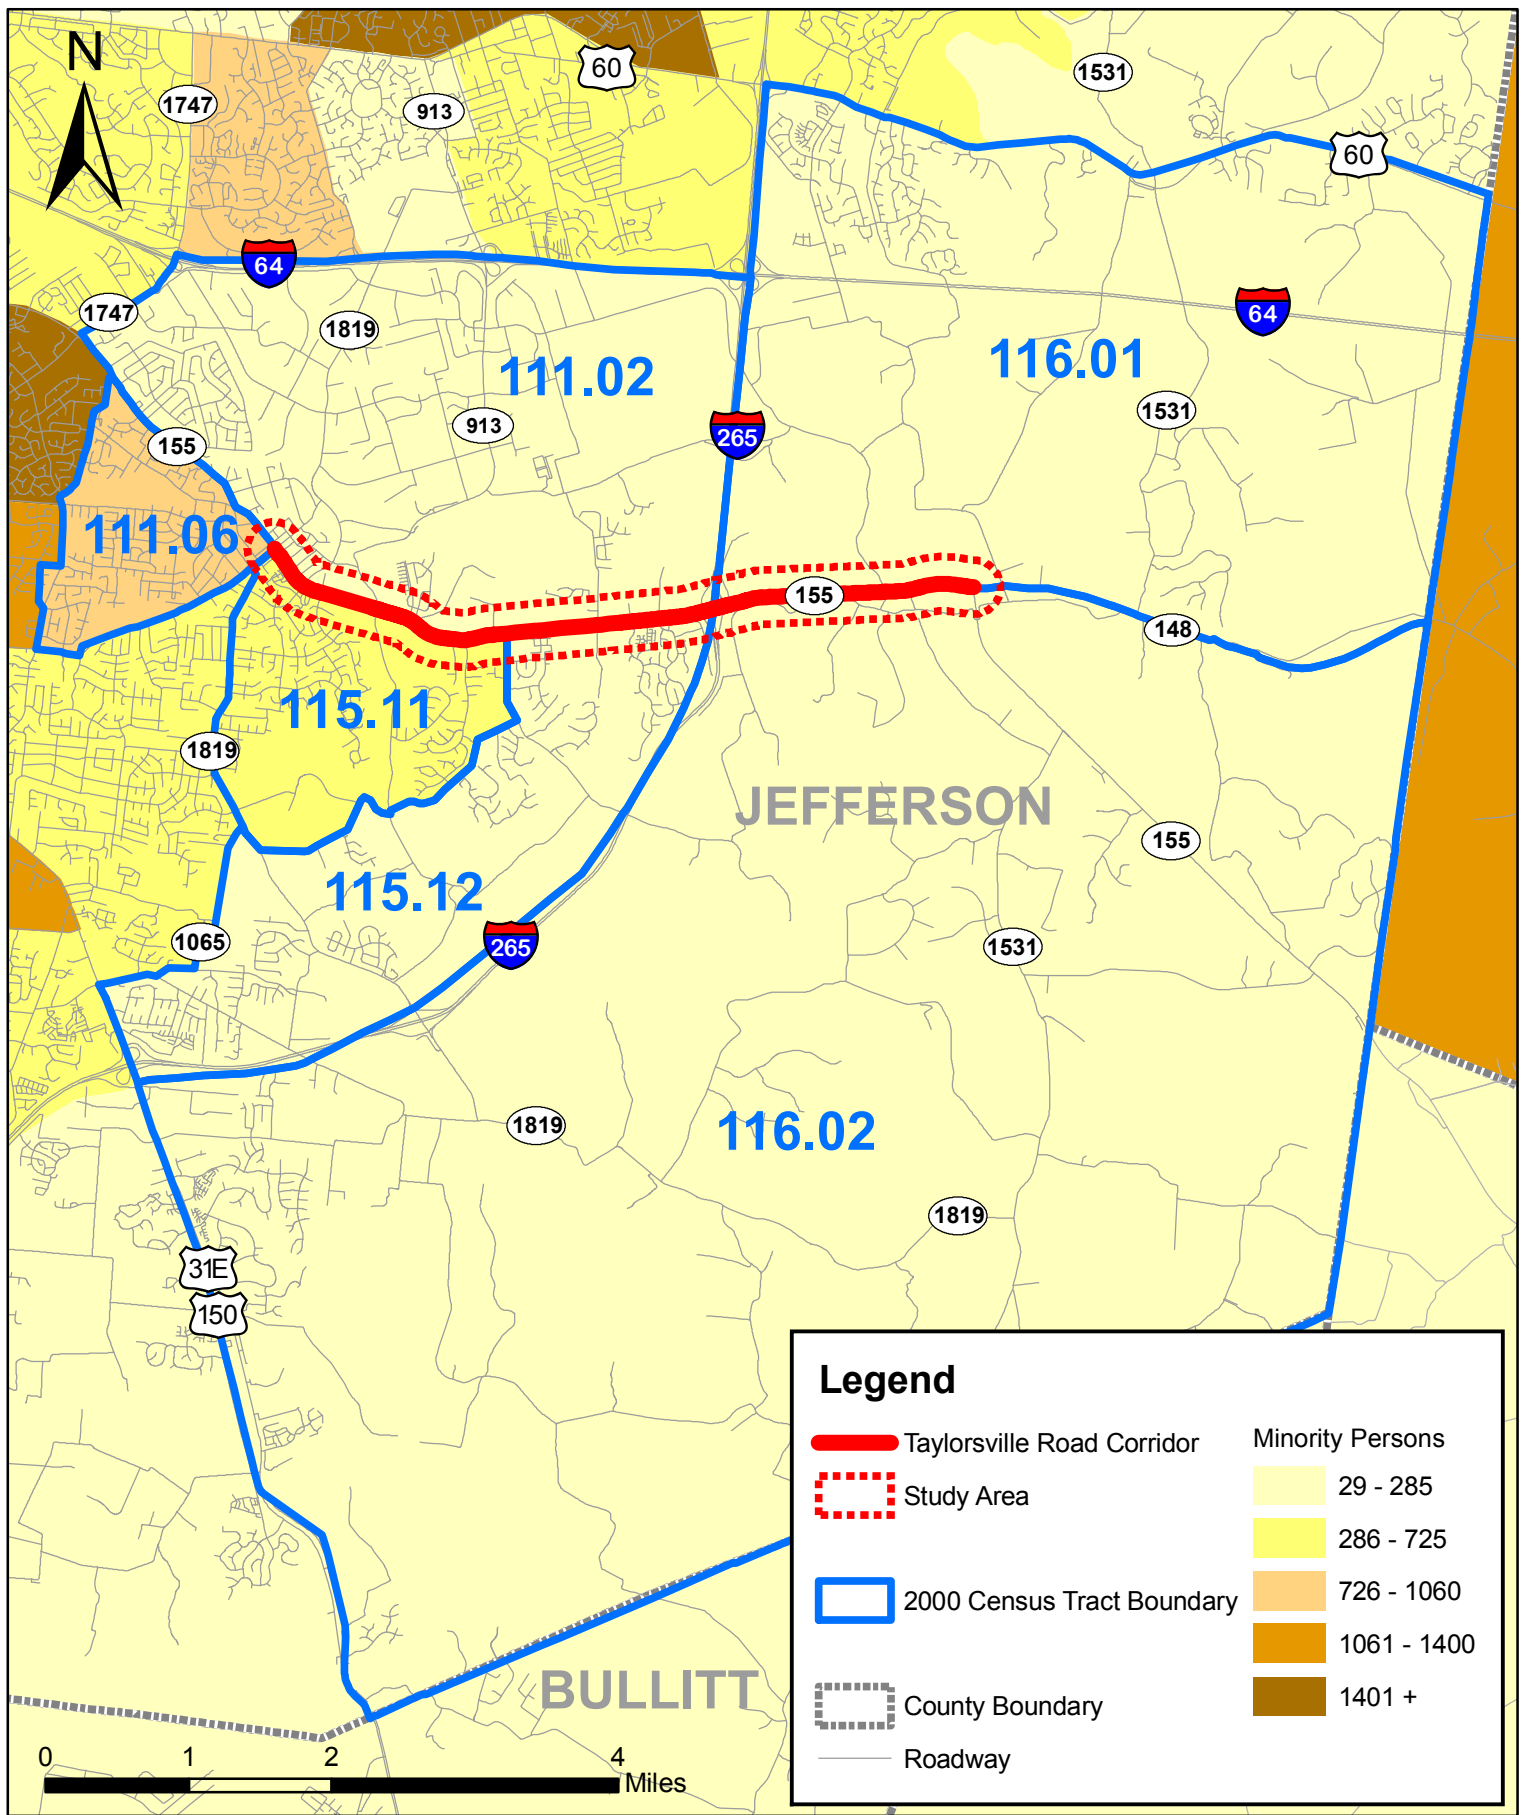 N
60
1531
1747
913
60
64
1747
1819
64
111.02
116.01
913
1531
265
155
111.06
155
148
115.11
1819
JEFFERSON
155
115.12
1065
265
1531
1819
116.02
1819
31E
150
Legend
Taylorsville Road Corridor
Study Area
2000 Census Tract Boundary
County Boundary
Roadway
Minority Persons
29 - 285
286 - 725
726 - 1060
1061 - 1400
1401 +
BULLITT
0 1 2 4
Miles